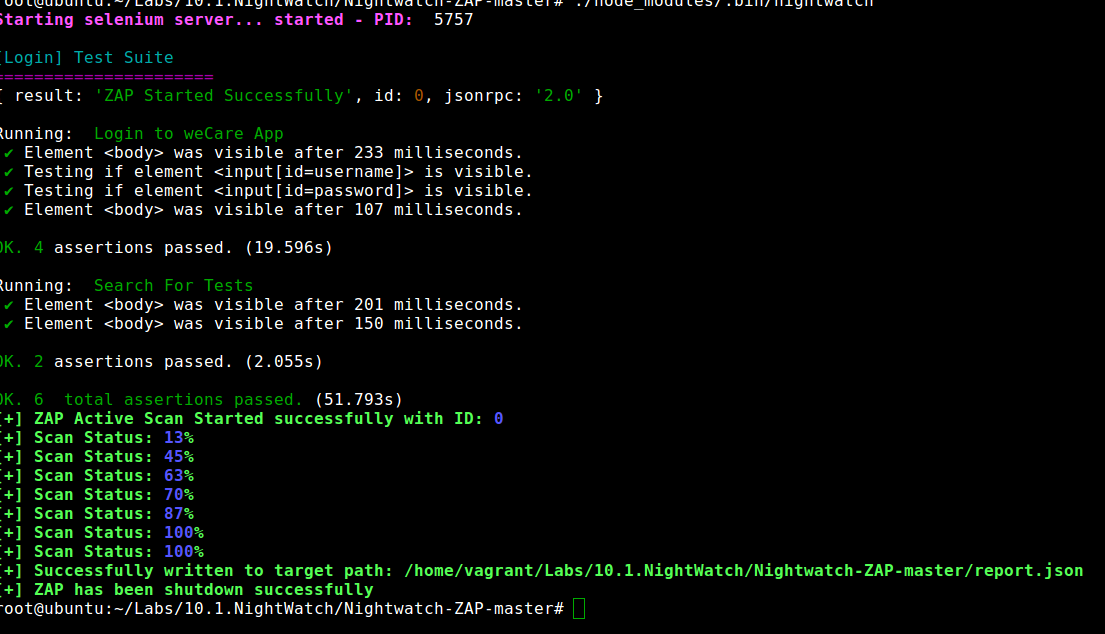 root@ubuntu:~/Labs/10.1.NightWatch/Nightwatch-ZAP-master# ./node_modules/.bin/nightwatch
Starting selenium server... started - PID:  5757
[Login] Test Suite
======================
{ result: 'ZAP Started Successfully', id: 0, jsonrpc: '2.0' }
Running:  Login to weCare App
✔ Element <body> was visible after 233 milliseconds.
✔ Testing if element <input[id=username]> is visible.
✔ Testing if element <input[id=password]> is visible.
✔ Element <body> was visible after 107 milliseconds.
OK. 4 assertions passed. (19.596s)
Running:  Search For Tests
✔ Element <body> was visible after 201 milliseconds.
✔ Element <body> was visible after 150 milliseconds.
OK. 2 assertions passed. (2.055s)
OK. 6  total assertions passed. (51.793s)
[+] ZAP Active Scan Started successfully with ID: 0
[+] Scan Status: 13%
[+] Scan Status: 45%
[+] Scan Status: 63%
[+] Scan Status: 70%
[+] Scan Status: 87%
[+] Scan Status: 100%
[+] Scan Status: 100%
[+] Successfully written to target path: /home/vagrant/Labs/10.1.NightWatch/Nightwatch-ZAP-master/report.json
[+] ZAP has been shutdown successfully
root@ubuntu:~/Labs/10.1.NightWatch/Nightwatch-ZAP-master#